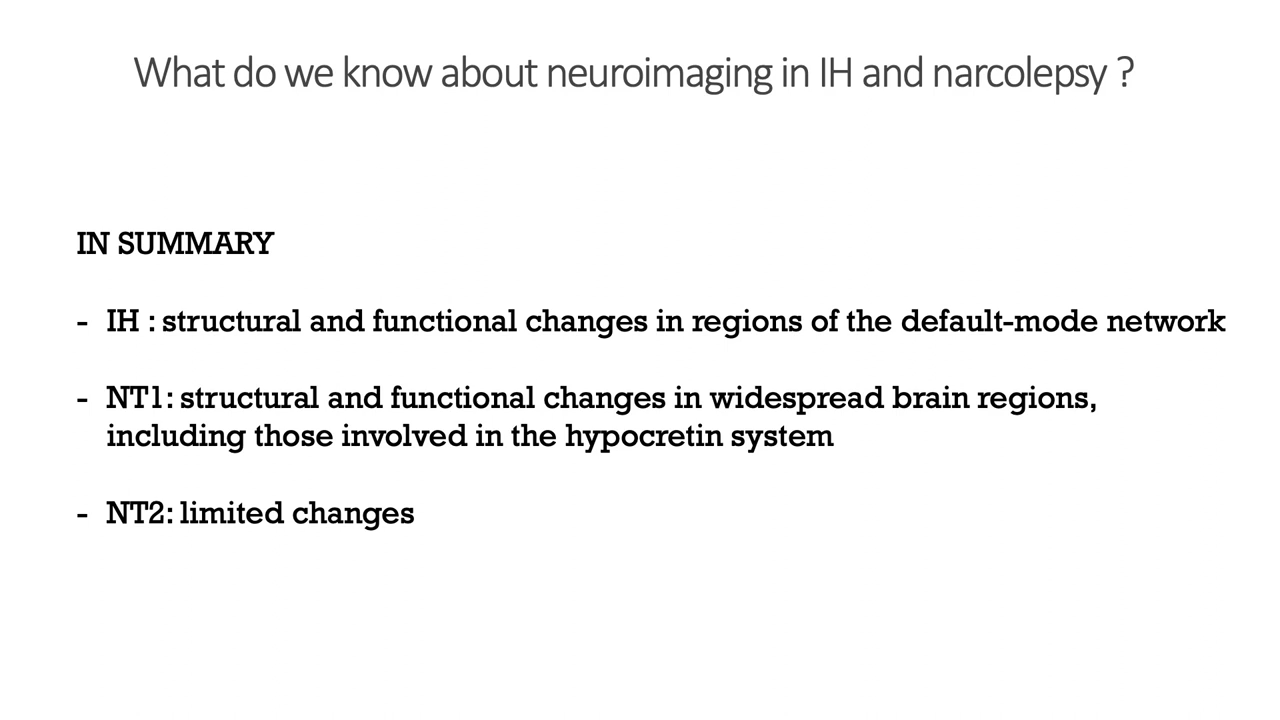 What do we know about neuroimaging in IH and narcolepsy ?
IN SUMMARY
- IH : structural and functional changes in regions of the default-mode network
- NT1: structural and functional changes in widespread brain regions,
including those involved in the hypocretin system
- NT2: limited changes